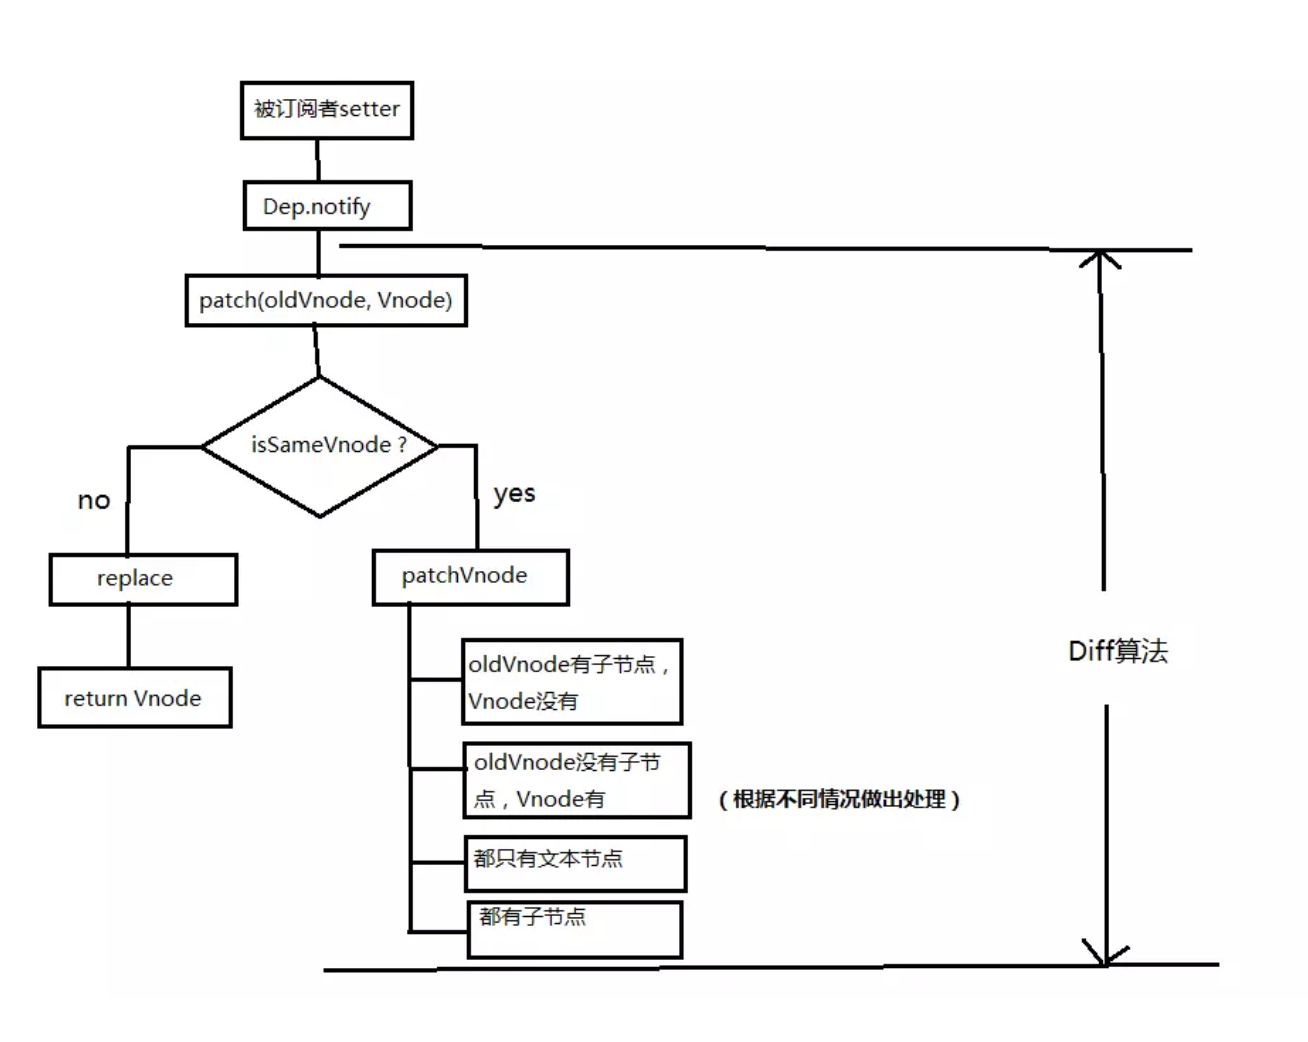 被订阅者setter
Dep.notify
patch(oldVnode, Vnode)
isSameVnode ?
no
yes
replace
patchVnode
return Vnode
oldVnode有子节点，
Vnode没有
oldVnode没有子节
点，Vnode有
（根据不同情况做出处理）
都只有文本节点
都有子节点
Diff算法